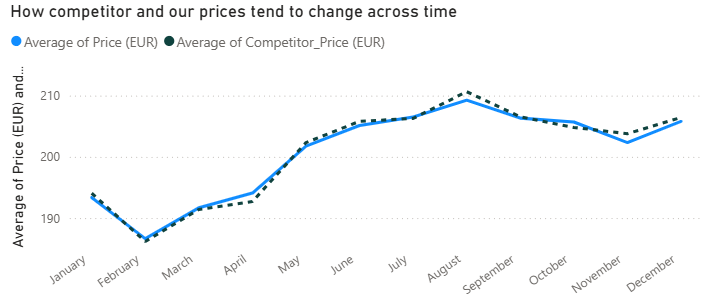 How competitor and our prices tend to change across time
Average of Price (EUR) Average of Competitor_Price (EUR)
Average of Price (EUR) and...
210
200
190
January February March April May June July August September October November December